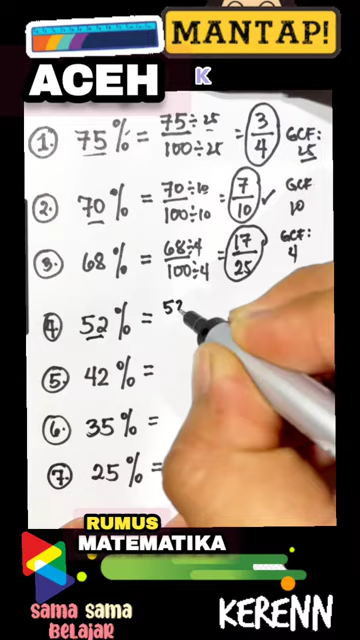 MANTAP!
ACEH
K
1. 75% = 75÷25 / 100÷25 = 3/4 GCF: 25
2. 70% = 70÷10 / 100÷10 = 7/10 ✓ GCF 10
3. 68% = 68÷4 / 100÷4 = 17/25 GCF: 4
4. 52% = 52
5. 42% =
6. 35% =
7. 25% =
RUMUS
MATEMATIKA
sama sama
BeLajaR
KERENN